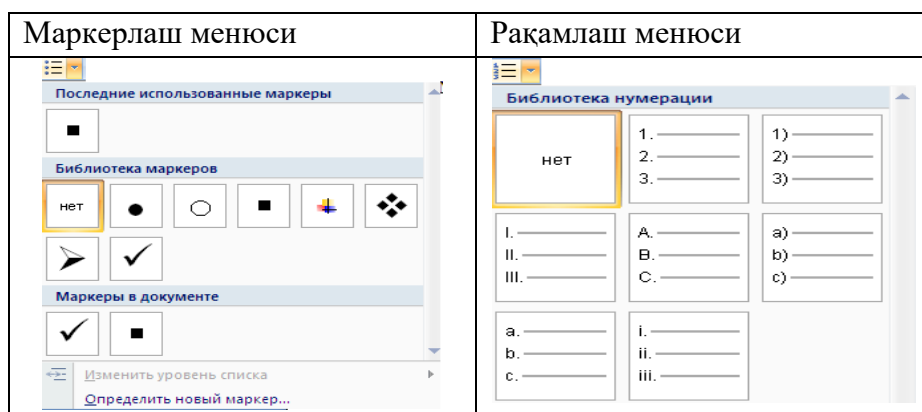 Маркерлаш менюси
Последние использованные маркеры
Библиотека маркеров
нет
Маркеры в документе
Изменить уровень списка
Определить новый маркер...
Рақамлаш менюси
Библиотека нумерации
нет
1.
2.
3.
1)
2)
3)
I.
II.
III.
A.
B.
C.
a)
b)
c)
a.
b.
c.
i.
ii.
iii.